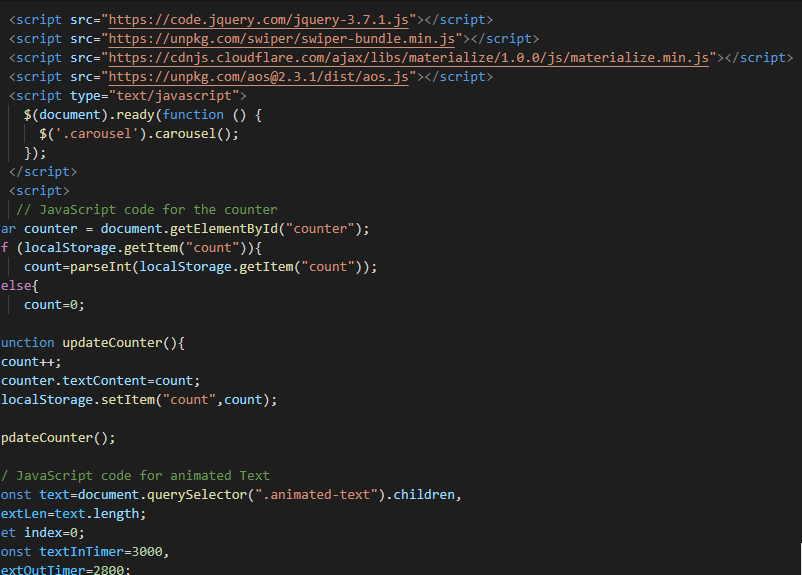 <script src="https://code.jquery.com/jquery-3.7.1.js"></script>
<script src="https://unpkg.com/swiper/swiper-bundle.min.js"></script>
<script src="https://cdnjs.cloudflare.com/ajax/libs/materialize/1.0.0/js/materialize.min.js"></script>
<script src="https://unpkg.com/aos@2.3.1/dist/aos.js"></script>
<script type="text/javascript">
$(document).ready(function () {
$('.carousel').carousel();
});
</script>
<script>
// JavaScript code for the counter
ar counter = document.getElementById("counter");
f (localStorage.getItem("count")){
count=parseInt(localStorage.getItem("count"));
else{
count=0;
unction updateCounter(){
count++;
counter.textContent=count;
localStorage.setItem("count",count);
pdateCounter();
/ JavaScript code for animated Text
onst text=document.querySelector(".animated-text").children,
extLen=text.length;
et index=0;
onst textInTimer=3000,
extOutTimer=2800;